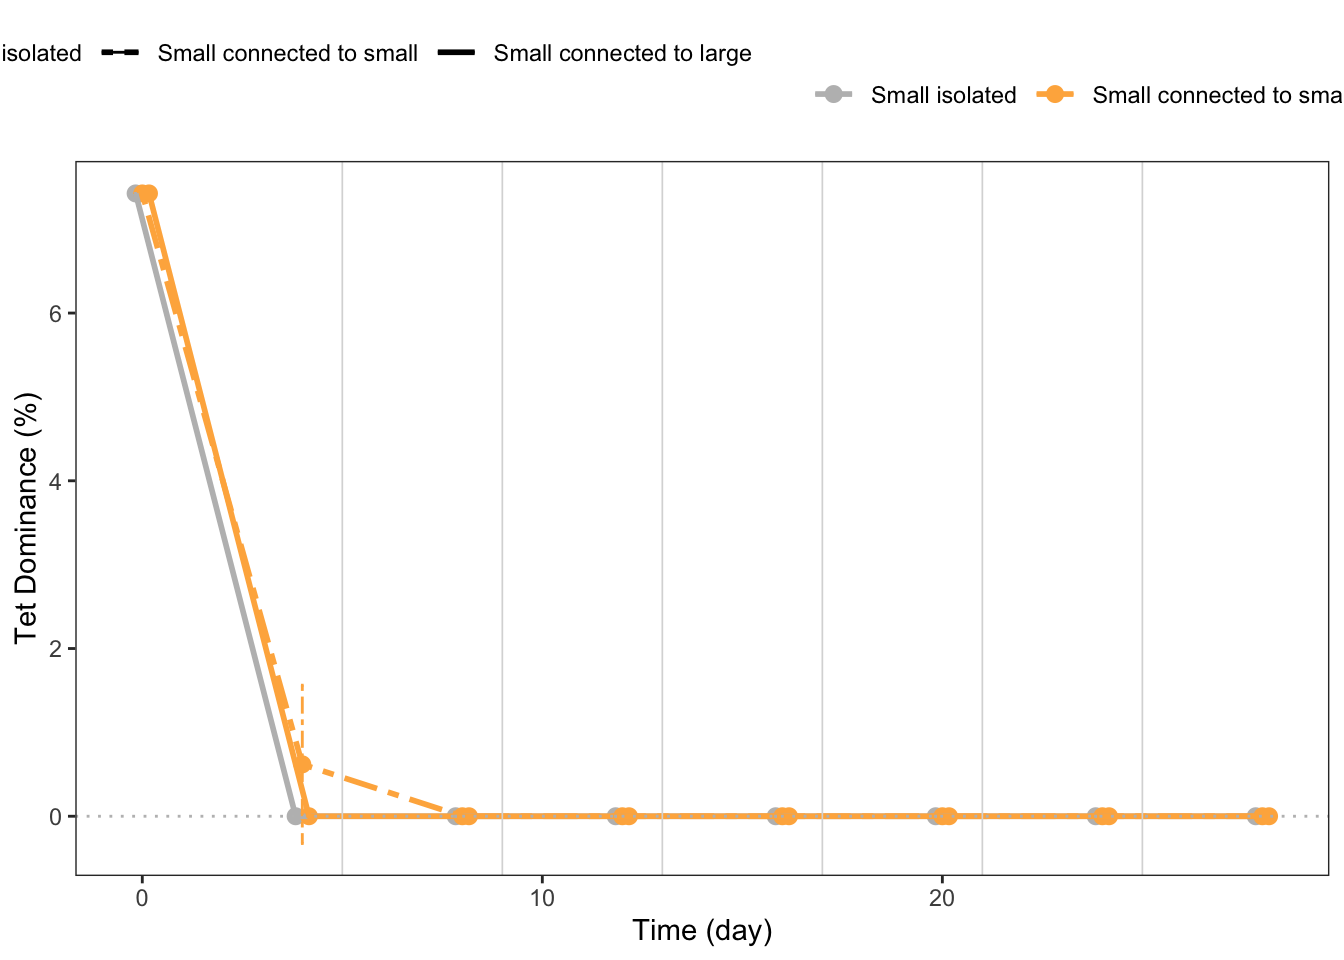 isolated Small connected to small Small connected to large
Small isolated Small connected to sma
Tet Dominance (%)
6
4
2
0
0 10 20
Time (day)